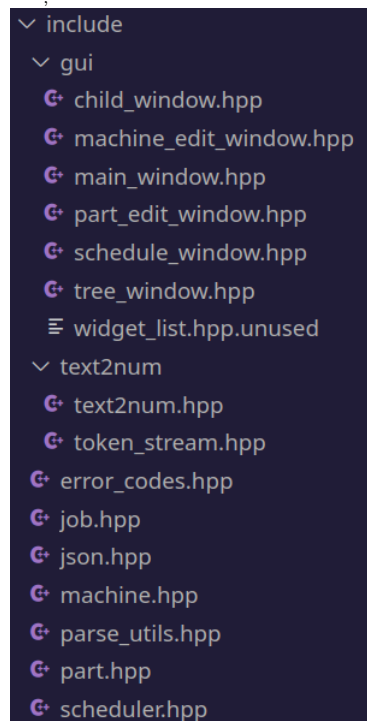 include
gui
child_window.hpp
machine_edit_window.hpp
main_window.hpp
part_edit_window.hpp
schedule_window.hpp
tree_window.hpp
widget_list.hpp.unused
text2num
text2num.hpp
token_stream.hpp
error_codes.hpp
job.hpp
json.hpp
machine.hpp
parse_utils.hpp
part.hpp
scheduler.hpp